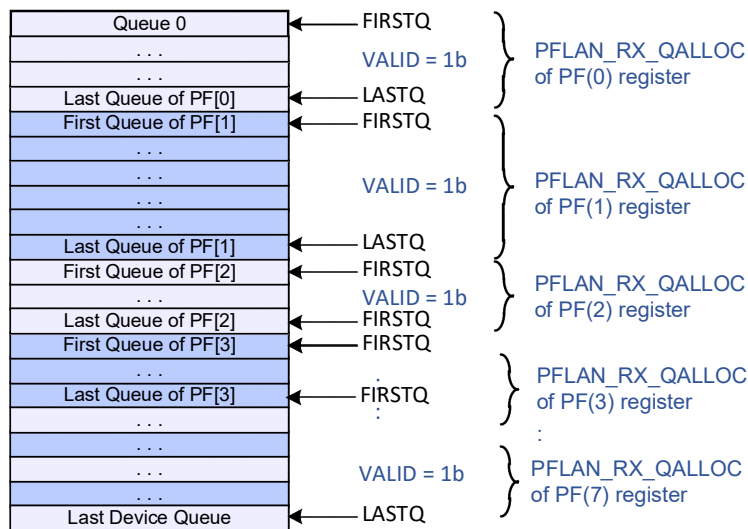 Queue 0
. . .
. . .
Last Queue of PF[0]
First Queue of PF[1]
. . .
. . .
. . .
. . .
Last Queue of PF[1]
First Queue of PF[2]
. . .
Last Queue of PF[2]
First Queue of PF[3]
. . .
Last Queue of PF[3]
. . .
. . .
. . .
. . .
Last Device Queue
FIRSTQ
VALID = 1b
LASTQ
FIRSTQ
VALID = 1b
LASTQ
FIRSTQ
VALID = 1b
FIRSTQ
FIRSTQ
:
FIRSTQ
:
VALID = 1b
LASTQ
PFLAN_RX_QALLOC
of PF(0) register
PFLAN_RX_QALLOC
of PF(1) register
PFLAN_RX_QALLOC
of PF(2) register
PFLAN_RX_QALLOC
of PF(3) register
:
PFLAN_RX_QALLOC
of PF(7) register